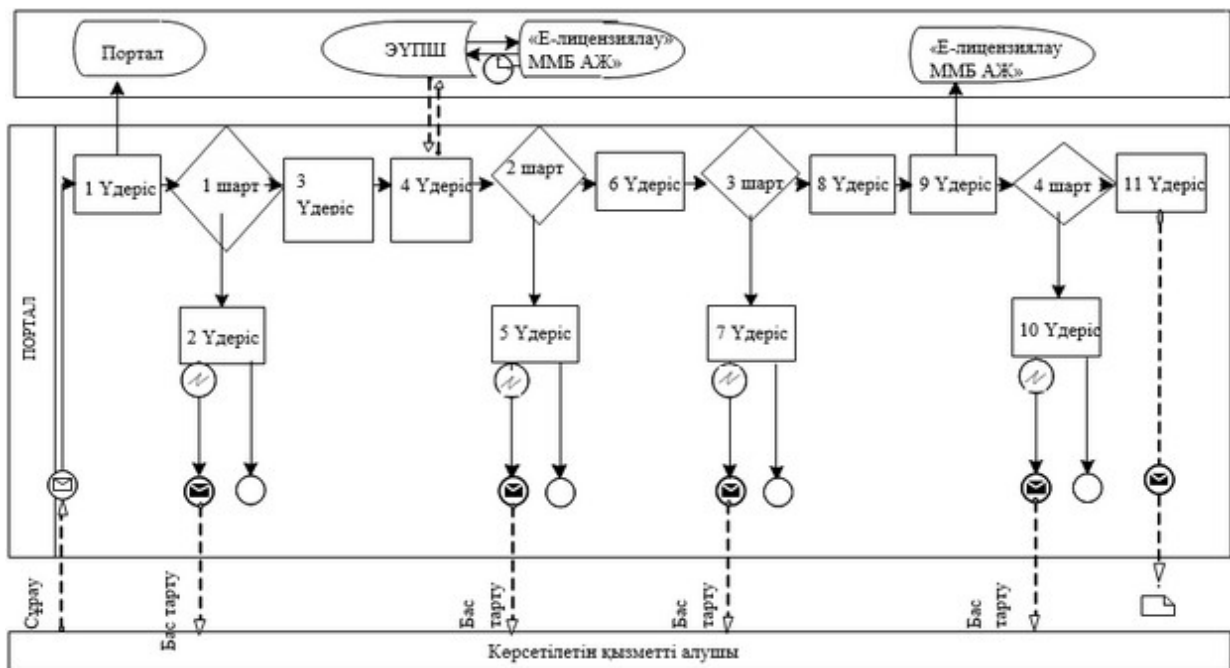 Портал
ЭҮПШ
«Е-лицензиялау»
ММБ АЖ»
«Е-лицензиялау
ММБ АЖ»
ПОРТАЛ
1 Үдеріс
1 шарт
3
Үдеріс
4 Үдеріс
2 шарт
6 Үдеріс
3 шарт
8 Үдеріс
9 Үдеріс
4 шарт
11 Үдеріс
2 Үдеріс
5 Үдеріс
7 Үдеріс
10 Үдеріс
Сұрау
Бас тарту
Бас
тарту
Бас
тарту
Бас
тарту
Көрсетілетін қызметті алушы